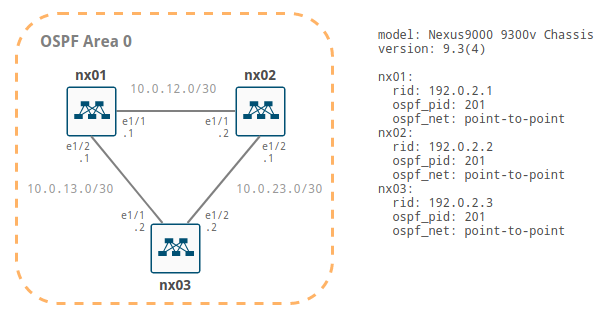 OSPF Area 0
nx01
nx02
10.0.12.0/30
e1/1
.1
e1/1
.2
e1/2
.1
e1/2
.1
10.0.13.0/30
10.0.23.0/30
e1/1
.2
e1/2
.2
nx03
model: Nexus9000 9300v Chassis
version: 9.3(4)
nx01:
rid: 192.0.2.1
ospf_pid: 201
ospf_net: point-to-point
nx02:
rid: 192.0.2.2
ospf_pid: 201
ospf_net: point-to-point
nx03:
rid: 192.0.2.3
ospf_pid: 201
ospf_net: point-to-point